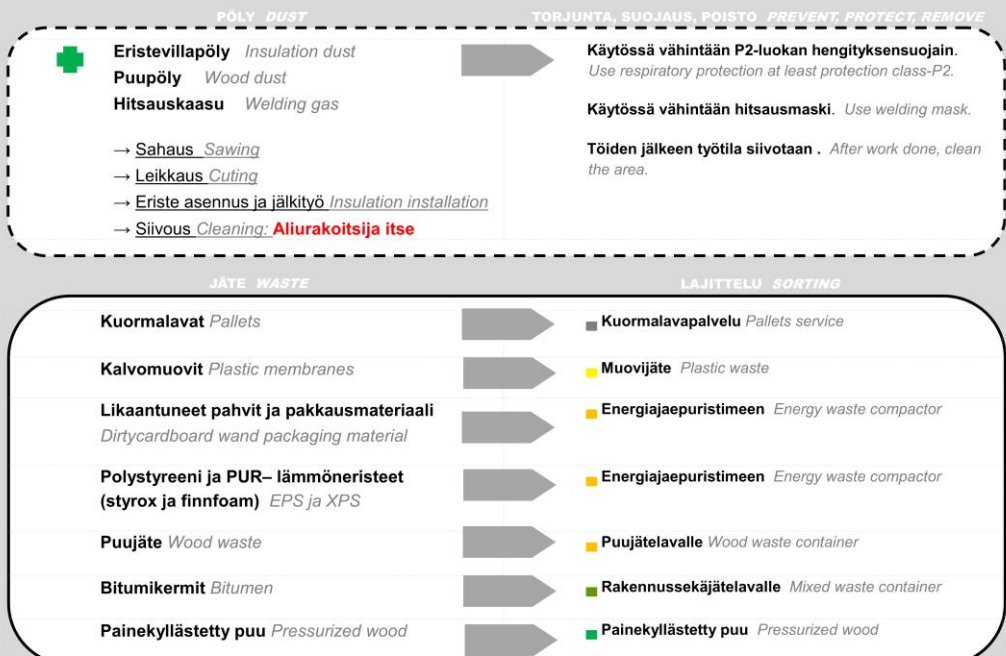 PÖLY DUST
TORJUNTA, SUOJAUS, POISTO PREVENT, PROTECT, REMOVE
Eristevillapöly Insulation dust
Puupöly Wood dust
Hitsauskaasu Welding gas
→ Sahaus Sawing
→ Leikkaus Cuting
→ Eriste asennus ja jälkityö Insulation installation
→ Siivous Cleaning: Aliurakoitsija itse
Käytössä vähintään P2-luokan hengityksensuojain.
Use respiratory protection at least protection class-P2.
Käytössä vähintään hitsausmaski. Use welding mask.
Töiden jälkeen työtila siivotaan . After work done, clean
the area.
JÄTE WASTE
LAJITTELU SORTING
Kuormalavat Pallets
Kuormalavapalvelu Pallets service
Kalvomuovit Plastic membranes
Muovijäte Plastic waste
Likaantuneet pahvit ja pakkausmateriaali
Dirtycardboard wand packaging material
Energiajaepuristimeen Energy waste compactor
Polystyreeni ja PUR– lämmöneristeet
(styrox ja finnfoam) EPS ja XPS
Energiajaepuristimeen Energy waste compactor
Puujäte Wood waste
Puujätelavalle Wood waste container
Bitumikermit Bitumen
Rakennussekäjätelavalle Mixed waste container
Painekyllästetty puu Pressurized wood
Painekyllästetty puu Pressurized wood